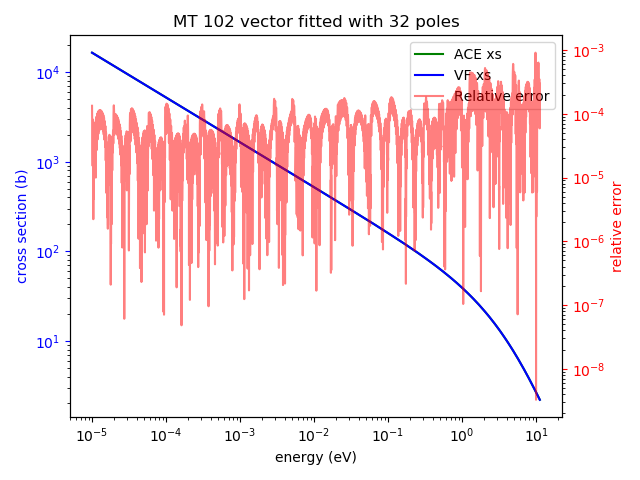 MT 102 vector fitted with 32 poles
ACE xs
VF xs
Relative error
cross section (b)
10⁴
10³
10²
10¹
10⁻³
10⁻⁴
10⁻⁵
10⁻⁶
10⁻⁷
10⁻⁸
relative error
10⁻⁵
10⁻⁴
10⁻³
10⁻²
10⁻¹
10⁰
10¹
energy (eV)